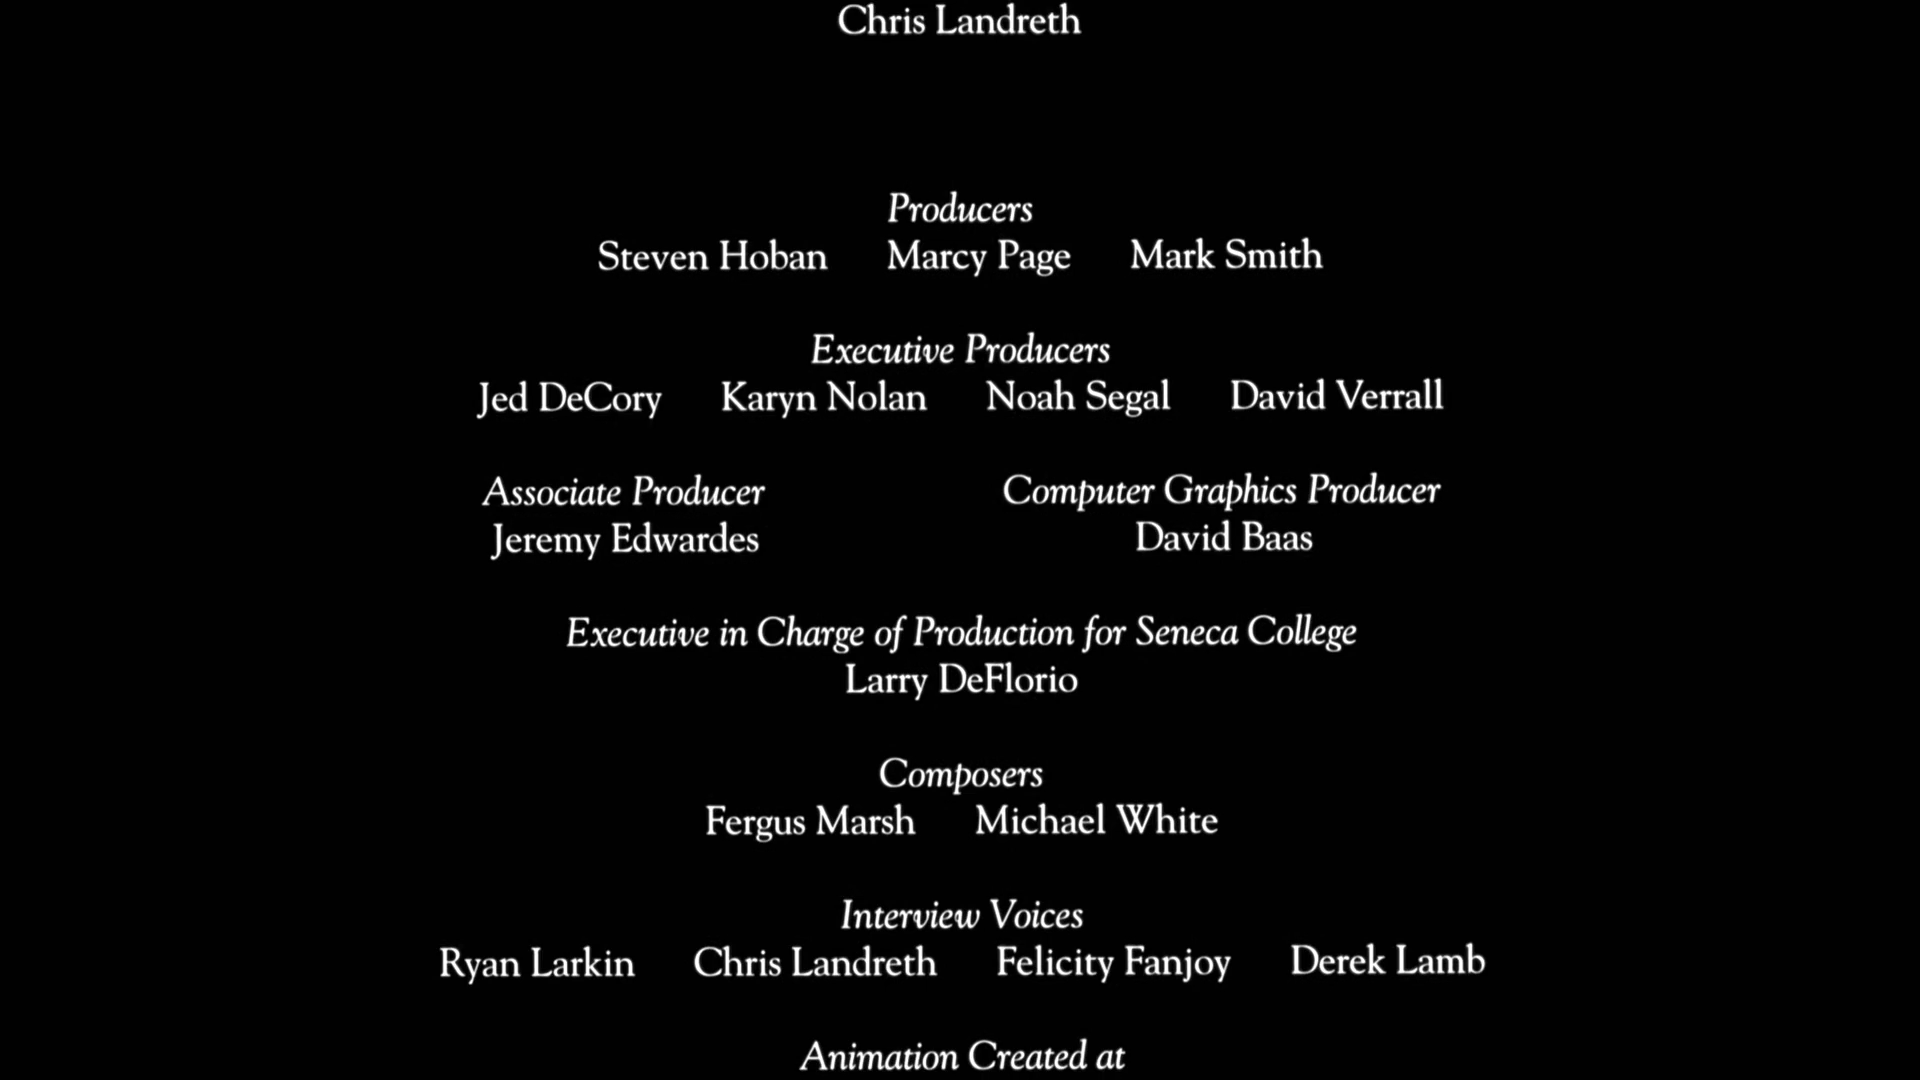 Chris Landreth
Producers
Steven Hoban Marcy Page Mark Smith
Executive Producers
Jed DeCory Karyn Nolan Noah Segal David Verrall
Associate Producer Computer Graphics Producer
Jeremy Edwardes David Baas
Executive in Charge of Production for Seneca College
Larry DeFlorio
Composers
Fergus Marsh Michael White
Interview Voices
Ryan Larkin Chris Landreth Felicity Fanjoy Derek Lamb
Animation Created at